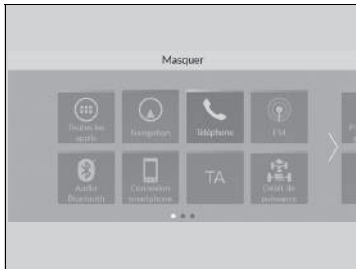 Masquer
Toutes les
applis
Navigation
Téléphone
FM
Audio
Bluetooth
Connexion
smartphone
TA
Débit de
puissance